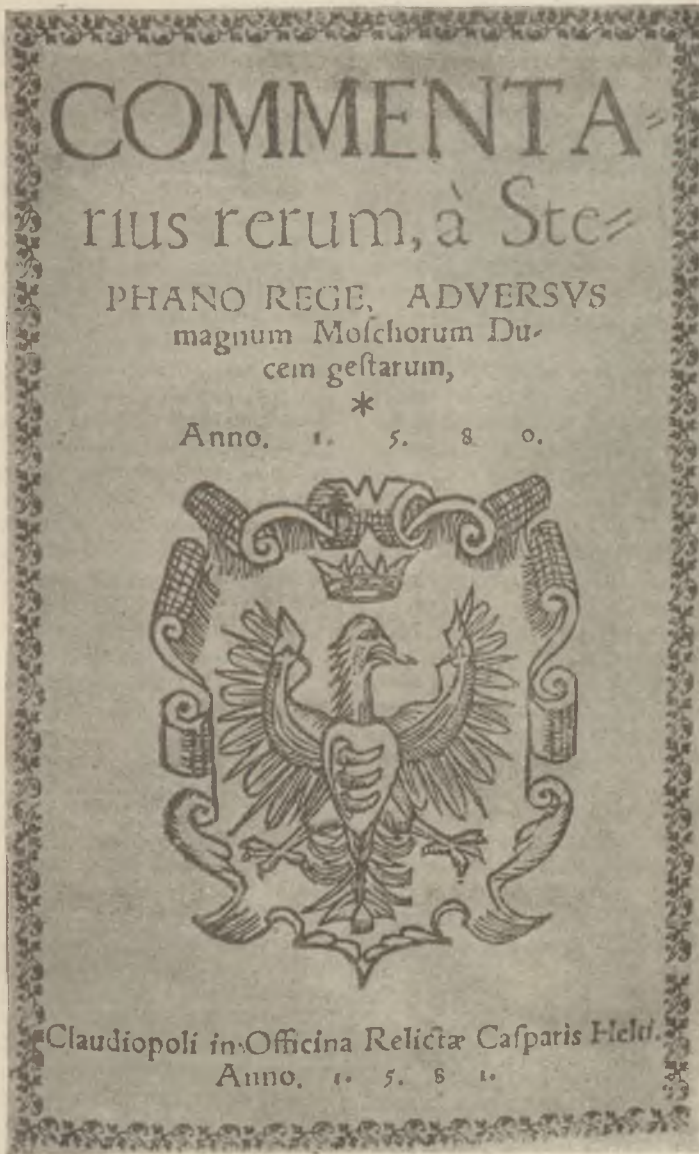 COMMENTA-
rius rerum, à Ste-
PHANO REGE, ADVERSVS
magnum Moſchorum Du-
cem geſtarum,
*
Anno. 1. 5. 8 0.
Claudiopoli in Officina Relictæ Caſparis Helti.
Anno. 1. 5. 8 1.